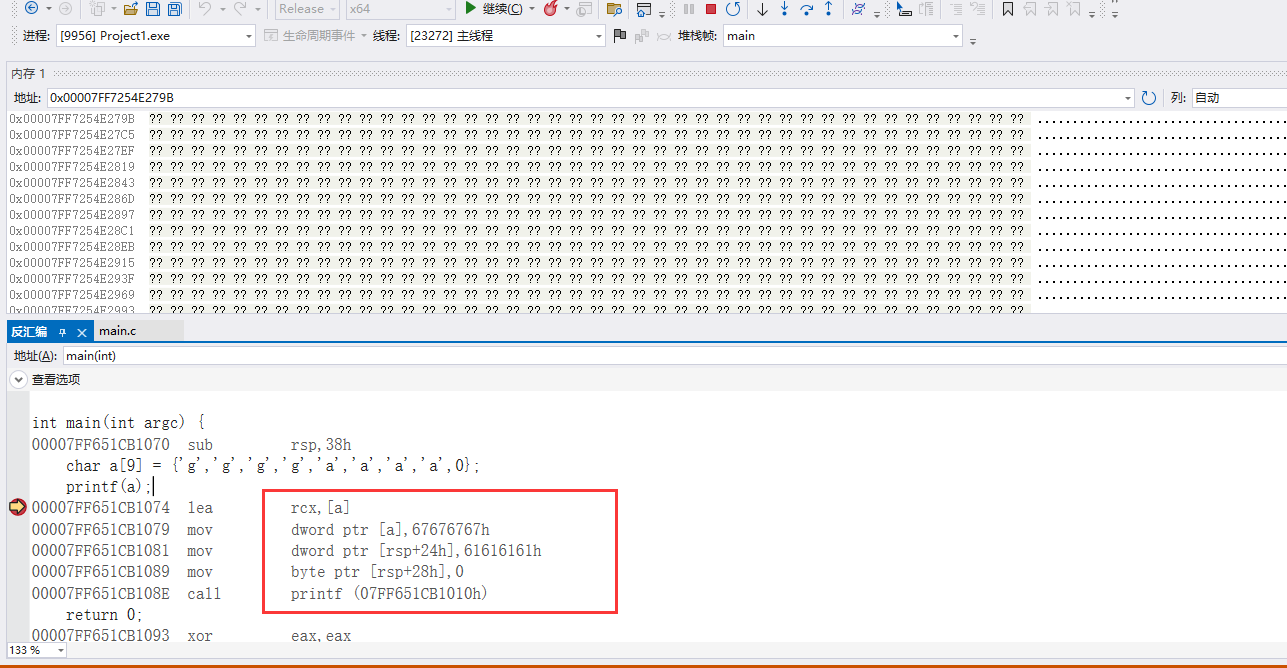 Release x64 继续(C)
进程: [9956] Project1.exe 生命周期事件 线程: [23272] 主线程 堆栈帧: main
内存 1
地址: 0x00007FF7254E279B 列: 自动
0x00007FF7254E279B ?? ?? ?? ?? ?? ?? ?? ?? ?? ?? ?? ?? ?? ?? ?? ?? ?? ?? ?? ?? ?? ?? ?? ?? ?? ?? ?? ?? ?? ?? ?? ?? ?? ?? ?? ?? ?? ?? ?? ?? ?? ?? ..........................................
0x00007FF7254E27C5 ?? ?? ?? ?? ?? ?? ?? ?? ?? ?? ?? ?? ?? ?? ?? ?? ?? ?? ?? ?? ?? ?? ?? ?? ?? ?? ?? ?? ?? ?? ?? ?? ?? ?? ?? ?? ?? ?? ?? ?? ?? ?? ..........................................
0x00007FF7254E27EF ?? ?? ?? ?? ?? ?? ?? ?? ?? ?? ?? ?? ?? ?? ?? ?? ?? ?? ?? ?? ?? ?? ?? ?? ?? ?? ?? ?? ?? ?? ?? ?? ?? ?? ?? ?? ?? ?? ?? ?? ?? ?? ..........................................
0x00007FF7254E2819 ?? ?? ?? ?? ?? ?? ?? ?? ?? ?? ?? ?? ?? ?? ?? ?? ?? ?? ?? ?? ?? ?? ?? ?? ?? ?? ?? ?? ?? ?? ?? ?? ?? ?? ?? ?? ?? ?? ?? ?? ?? ?? ..........................................
0x00007FF7254E2843 ?? ?? ?? ?? ?? ?? ?? ?? ?? ?? ?? ?? ?? ?? ?? ?? ?? ?? ?? ?? ?? ?? ?? ?? ?? ?? ?? ?? ?? ?? ?? ?? ?? ?? ?? ?? ?? ?? ?? ?? ?? ?? ..........................................
0x00007FF7254E286D ?? ?? ?? ?? ?? ?? ?? ?? ?? ?? ?? ?? ?? ?? ?? ?? ?? ?? ?? ?? ?? ?? ?? ?? ?? ?? ?? ?? ?? ?? ?? ?? ?? ?? ?? ?? ?? ?? ?? ?? ?? ?? ..........................................
0x00007FF7254E2897 ?? ?? ?? ?? ?? ?? ?? ?? ?? ?? ?? ?? ?? ?? ?? ?? ?? ?? ?? ?? ?? ?? ?? ?? ?? ?? ?? ?? ?? ?? ?? ?? ?? ?? ?? ?? ?? ?? ?? ?? ?? ?? ..........................................
0x00007FF7254E28C1 ?? ?? ?? ?? ?? ?? ?? ?? ?? ?? ?? ?? ?? ?? ?? ?? ?? ?? ?? ?? ?? ?? ?? ?? ?? ?? ?? ?? ?? ?? ?? ?? ?? ?? ?? ?? ?? ?? ?? ?? ?? ?? ..........................................
0x00007FF7254E28EB ?? ?? ?? ?? ?? ?? ?? ?? ?? ?? ?? ?? ?? ?? ?? ?? ?? ?? ?? ?? ?? ?? ?? ?? ?? ?? ?? ?? ?? ?? ?? ?? ?? ?? ?? ?? ?? ?? ?? ?? ?? ?? ..........................................
0x00007FF7254E2915 ?? ?? ?? ?? ?? ?? ?? ?? ?? ?? ?? ?? ?? ?? ?? ?? ?? ?? ?? ?? ?? ?? ?? ?? ?? ?? ?? ?? ?? ?? ?? ?? ?? ?? ?? ?? ?? ?? ?? ?? ?? ?? ..........................................
0x00007FF7254E293F ?? ?? ?? ?? ?? ?? ?? ?? ?? ?? ?? ?? ?? ?? ?? ?? ?? ?? ?? ?? ?? ?? ?? ?? ?? ?? ?? ?? ?? ?? ?? ?? ?? ?? ?? ?? ?? ?? ?? ?? ?? ?? ..........................................
0x00007FF7254E2969 ?? ?? ?? ?? ?? ?? ?? ?? ?? ?? ?? ?? ?? ?? ?? ?? ?? ?? ?? ?? ?? ?? ?? ?? ?? ?? ?? ?? ?? ?? ?? ?? ?? ?? ?? ?? ?? ?? ?? ?? ?? ?? ..........................................
0x00007FF7254E2993 ?? ?? ?? ?? ?? ?? ?? ?? ?? ?? ?? ?? ?? ?? ?? ?? ?? ?? ?? ?? ?? ?? ?? ?? ?? ?? ?? ?? ?? ?? ?? ?? ?? ?? ?? ?? ?? ?? ?? ?? ?? ?? ..........................................
反汇编 main.c
地址(A): main(int)
查看选项
int main(int argc) {
00007FF651CB1070 sub rsp,38h
char a[9] = {'g','g','g','g','a','a','a','a',0};
printf(a);
00007FF651CB1074 lea rcx,[a]
00007FF651CB1079 mov dword ptr [a],67676767h
00007FF651CB1081 mov dword ptr [rsp+24h],61616161h
00007FF651CB1089 mov byte ptr [rsp+28h],0
00007FF651CB108E call printf (07FF651CB1010h)
return 0;
00007FF651CB1093 xor eax,eax
133 %